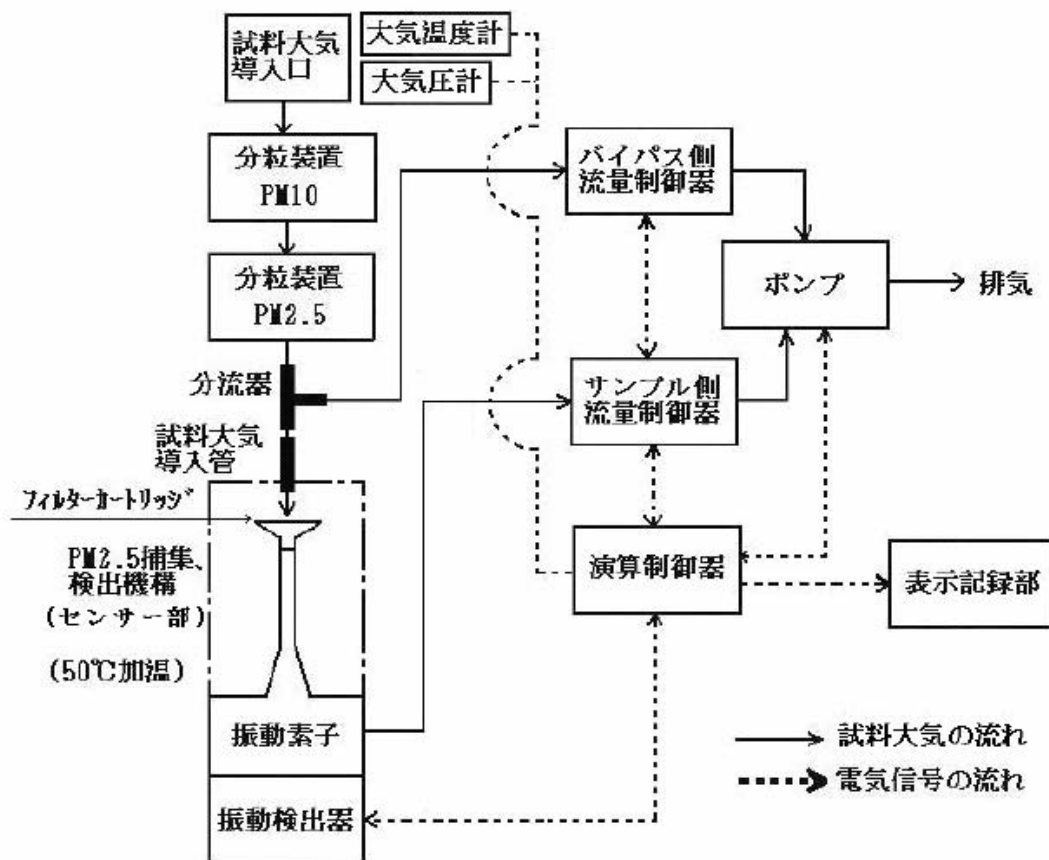 試料大気
導入口
大気温度計
大気圧計
分粒装置
PM10
バイパス側
流量制御器
分粒装置
PM2.5
ポンプ
排気
分流器
サンプル側
流量制御器
試料大気
導入管
フィルターカートリッジ
PM2.5捕集、
検出機構
(センサー部)
(50℃加温)
演算制御器
表示記録部
振動素子
試料大気の流れ
電気信号の流れ
振動検出器